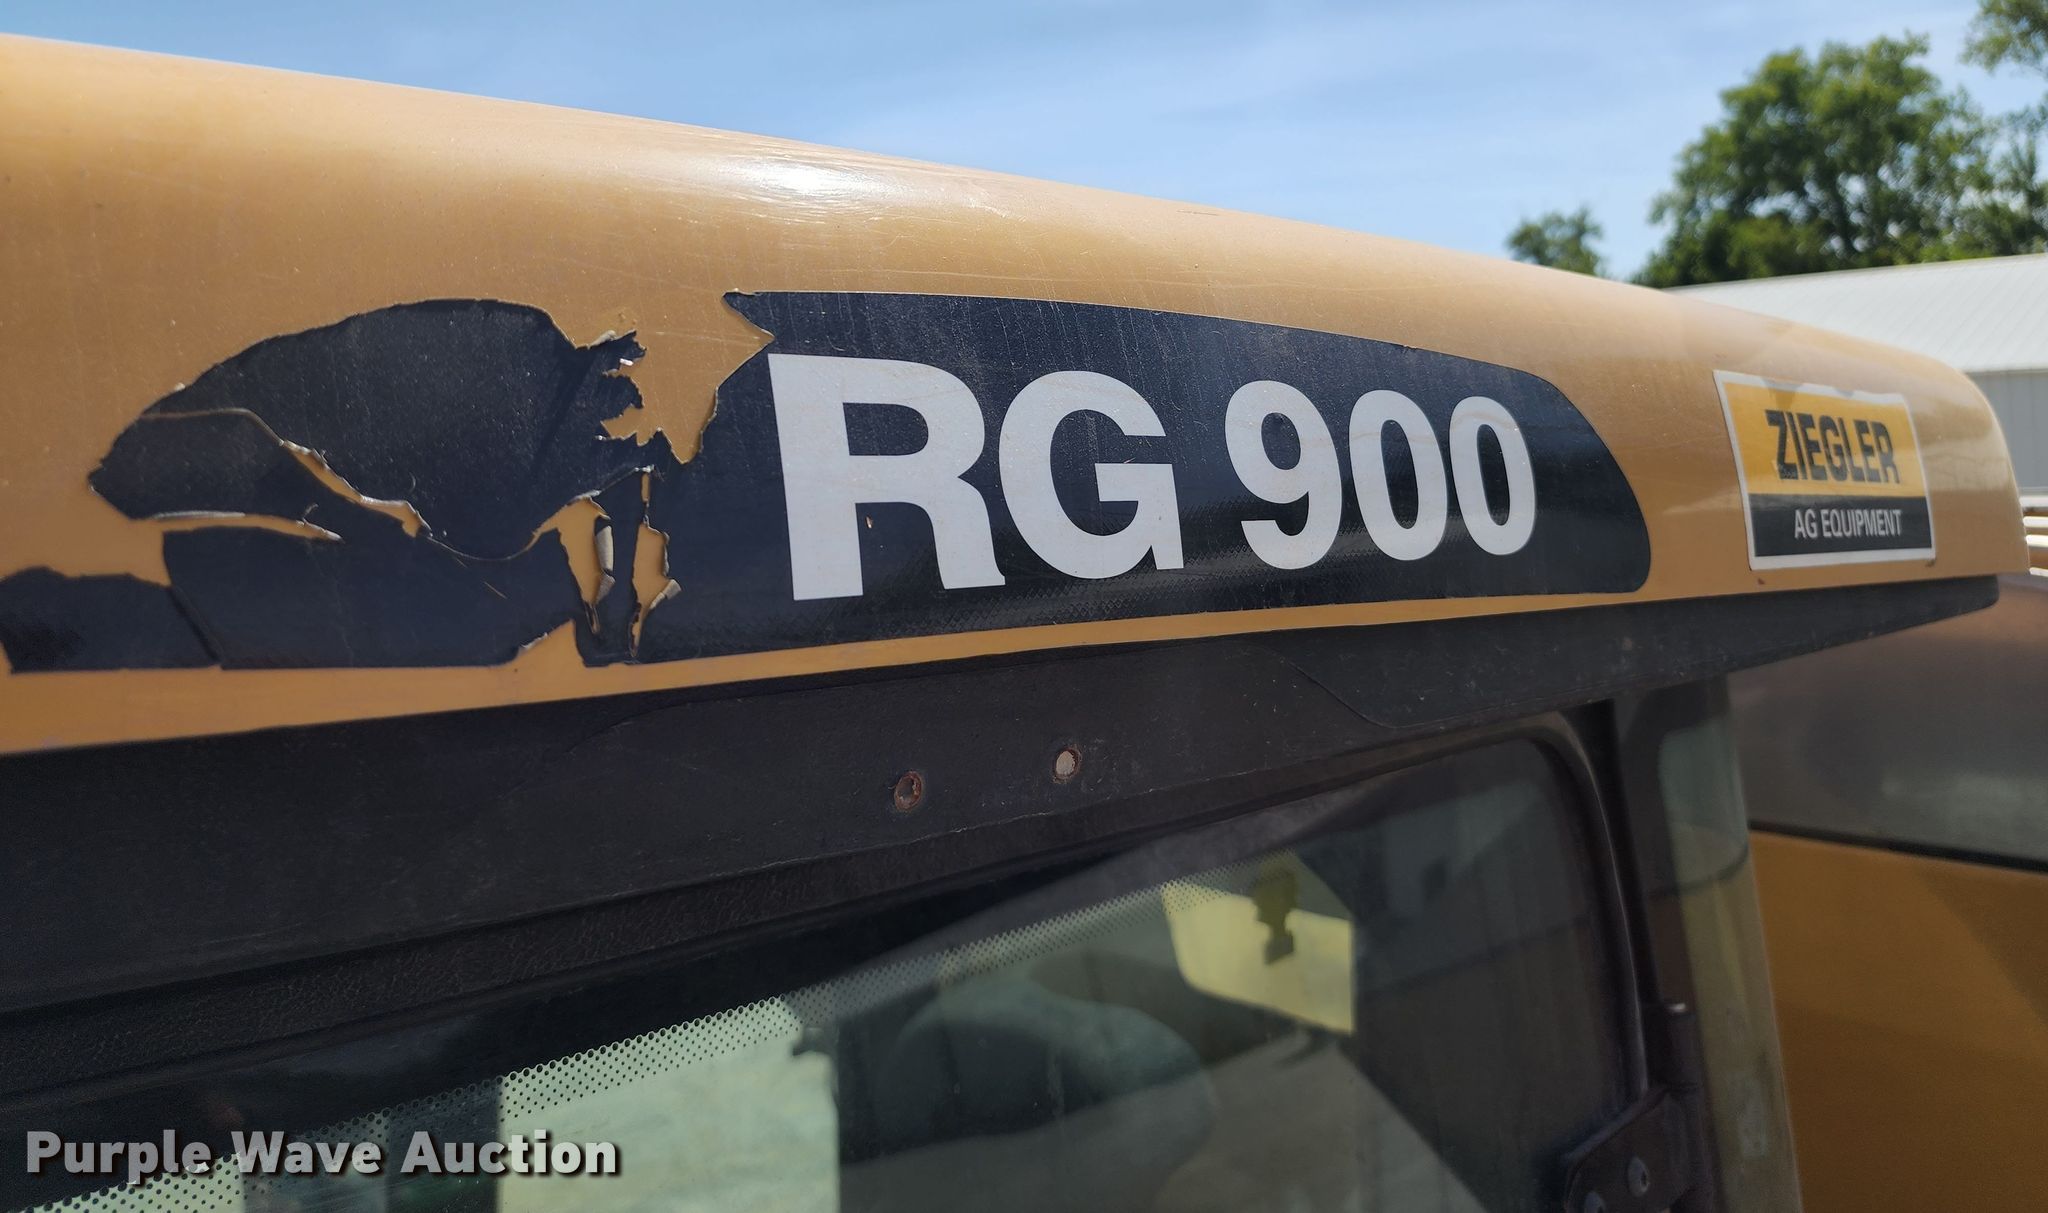 RG 900
ZIEGLER
AG EQUIPMENT
Purple Wave Auction